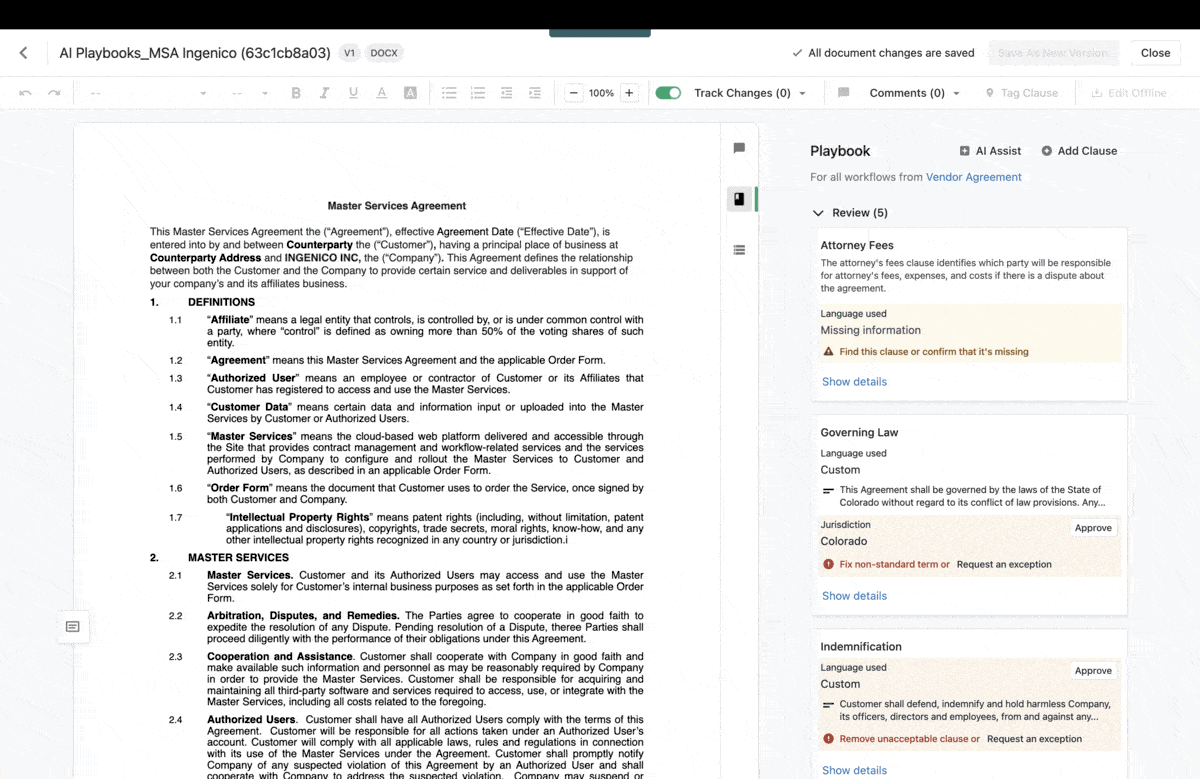 AI Playbooks_MSA Ingenico (63c1cb8a03) V1 DOCX
All document changes are saved Save As New Version Close
100% Track Changes (0) Comments (0) Tag Clause Edit Offline
Master Services Agreement
This Master Services Agreement the (“Agreement”), effective Agreement Date (“Effective Date”), is
entered into by and between Counterparty the (“Customer”), having a principal place of business at
Counterparty Address and INGENICO INC, the (“Company”). This Agreement defines the relationship
between both the Customer and the Company to provide certain service and deliverables in support of
your company’s and its affiliates business.
1. DEFINITIONS
1.1 “Affiliate” means a legal entity that controls, is controlled by, or is under common control with
a party, where “control” is defined as owning more than 50% of the voting shares of such
entity.
1.2 “Agreement” means this Master Services Agreement and the applicable Order Form.
1.3 “Authorized User” means an employee or contractor of Customer or its Affiliates that
Customer has registered to access and use the Master Services.
1.4 “Customer Data” means certain data and information input or uploaded into the Master
Services by Customer or Authorized Users.
1.5 “Master Services” means the cloud-based web platform delivered and accessible through
the Site that provides contract management and workflow-related services and the services
performed by Company to configure and rollout the Master Services to Customer and
Authorized Users, as described in an applicable Order Form.
1.6 “Order Form” means the document that Customer uses to order the Service, once signed by
both Customer and Company.
1.7 “Intellectual Property Rights” means patent rights (including, without limitation, patent
applications and disclosures), copyrights, trade secrets, moral rights, know-how, and any
other intellectual property rights recognized in any country or jurisdiction.i
2. MASTER SERVICES
2.1 Master Services. Customer and its Authorized Users may access and use the Master
Services solely for Customer’s internal business purposes as set forth in the applicable Order
Form.
2.2 Arbitration, Disputes, and Remedies. The Parties agree to cooperate in good faith to
expedite the resolution of any Dispute. Pending resolution of a Dispute, theree Parties shall
proceed diligently with the performance of their obligations under this Agreement.
2.3 Cooperation and Assistance. Customer shall cooperate with Company in good faith and
make available such information and personnel as may be reasonably required by Company
in order to provide the Master Services. Customer shall be responsible for acquiring and
maintaining all third-party software and services required to access, use, or integrate with the
Master Services, including all costs related to the foregoing.
2.4 Authorized Users. Customer shall have all Authorized Users comply with the terms of this
Agreement. Customer will be responsible for all actions taken under an Authorized User’s
account. Customer will comply with all applicable laws, rules and regulations in connection
with its use of the Master Services under the Agreement. Customer shall promptly notify
Company of any suspected violation of this Agreement by an Authorized User and shall
cooperate with Company to address the suspected violation. Company may suspend or
Playbook AI Assist Add Clause
For all workflows from Vendor Agreement
Review (5)
Attorney Fees
The attorney's fees clause identifies which party will be responsible
for attorney's fees, expenses, and costs if there is a dispute about
the agreement.
Language used
Missing information
Find this clause or confirm that it's missing
Show details
Governing Law
Language used
Custom
This Agreement shall be governed by the laws of the State of
Colorado without regard to its conflict of law provisions. Any...
Jurisdiction Approve
Colorado
Fix non-standard term or Request an exception
Show details
Indemnification
Language used Approve
Custom
Customer shall defend, indemnify and hold harmless Company,
its officers, directors and employees, from and against any...
Remove unacceptable clause or Request an exception
Show details